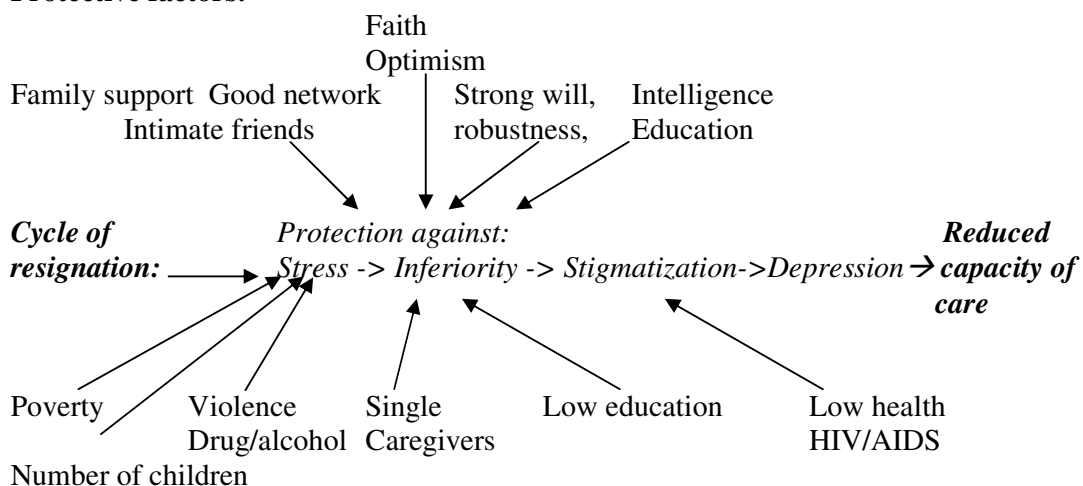 Protective factors:
Faith
Optimism
Family support Good network Strong will, Intelligence
Intimate friends robustness, Education
Cycle of Protection against: Reduced
resignation: Stress -> Inferiority -> Stigmatization->Depression → capacity of
care
Poverty Violence Single Low education Low health
Drug/alcohol Caregivers HIV/AIDS
Number of children